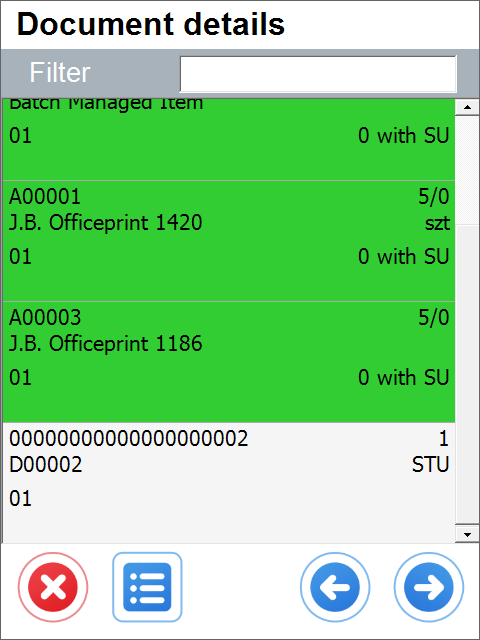 Document details
Filter
Batch Managed Item
01 0 with SU
A00001 5/0
J.B. Officeprint 1420 szt
01 0 with SU
A00003 5/0
J.B. Officeprint 1186
01 0 with SU
00000000000000000002 1
D00002 STU
01